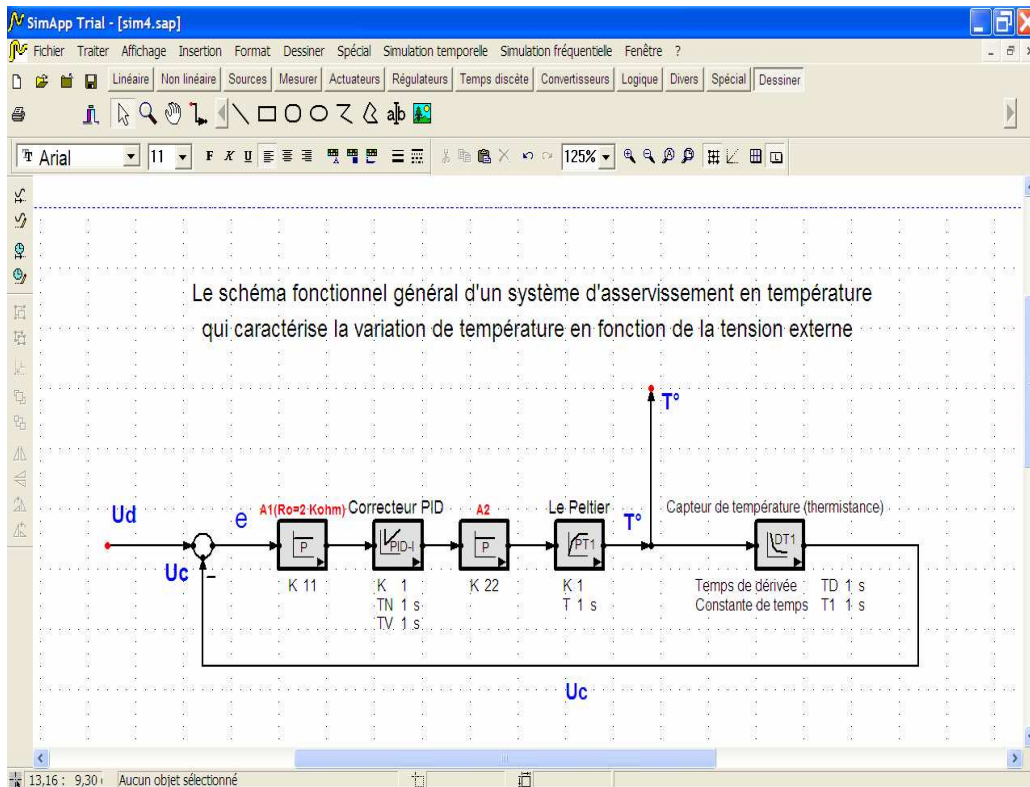 SimApp Trial - [sim4.sap]
Fichier Traiter Affichage Insertion Format Dessiner Spécial Simulation temporelle Simulation fréquentielle Fenêtre ?
Linéaire Non linéaire Sources Mesurer Actuateurs Régulateurs Temps discète Convertisseurs Logique Divers Spécial Dessiner
Arial 11 F K U 125%
Le schéma fonctionnel général d'un système d'asservissement en température
qui caractérise la variation de température en fonction de la tension externe
T°
A1(Ro=2 Kohm) Correcteur PID A2 Le Peltier Capteur de température (thermistance)
Ud e T°
P PID-I P PT1 DT1
Uc –
K 11 K 1 K 22 K 1 Temps de dérivée TD 1 s
TN 1 s T 1 s Constante de temps T1 1 s
TV 1 s
Uc
13,16 : 9,30 Aucun objet sélectionné